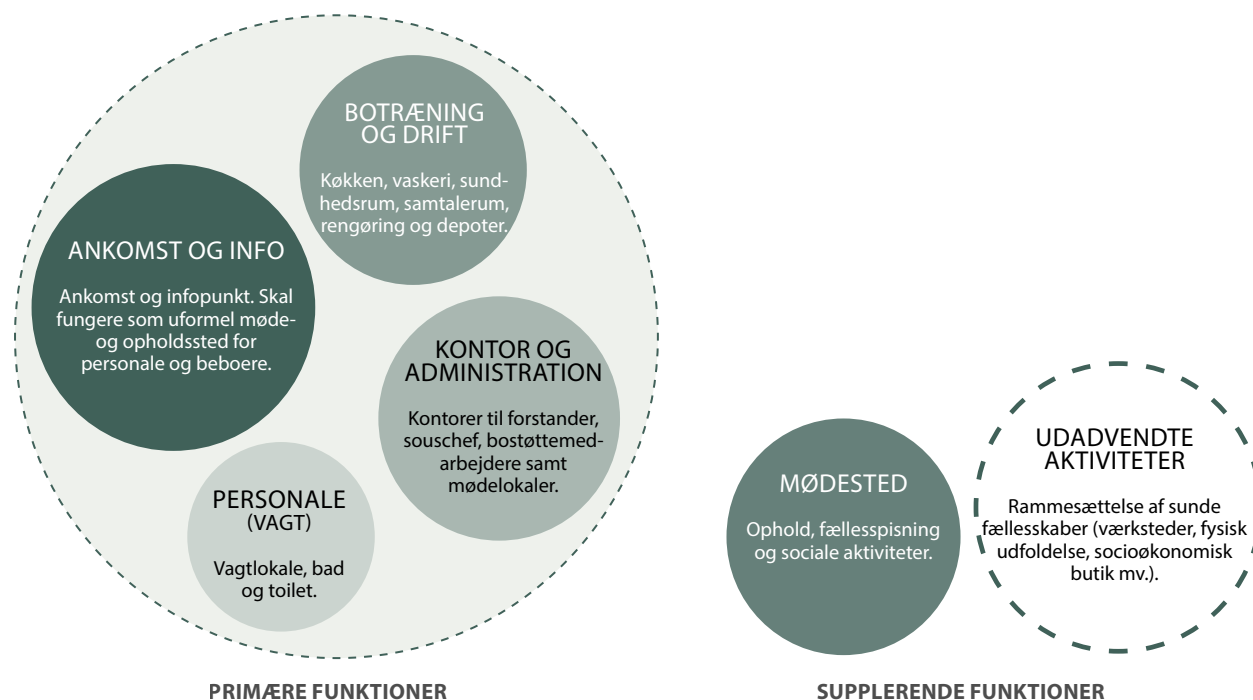 BOTRÆNING
OG DRIFT
Køkken, vaskeri, sund-
hedsrum, samtalerum,
rengøring og depoter.
ANKOMST OG INFO
Ankomst og infopunkt. Skal
fungere som uformel møde-
og opholdssted for
personale og beboere.
KONTOR OG
ADMINISTRATION
Kontorer til forstander,
souschef, bostøttemed-
arbejdere samt
mødelokaler.
PERSONALE
(VAGT)
Vagtlokale, bad
og toilet.
PRIMÆRE FUNKTIONER
MØDESTED
Ophold, fællesspisning
og sociale aktiviteter.
UDADVENDTE
AKTIVITETER
Rammesættelse af sunde
fællesskaber (værksteder, fysisk
udfoldelse, socioøkonomisk
butik mv.).
SUPPLERENDE FUNKTIONER